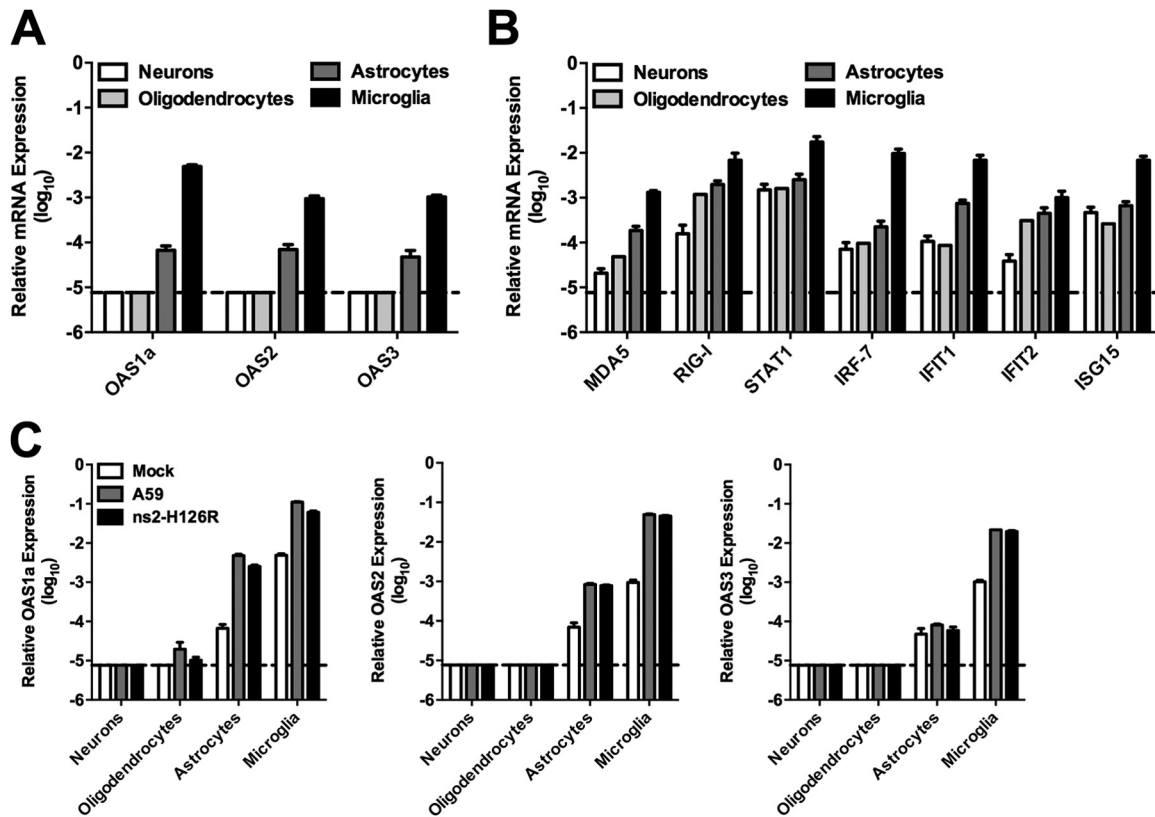 A
Relative mRNA Expression
(log10)
-0
-1
-2
-3
-4
-5
-6
Neurons
Oligodendrocytes
Astrocytes
Microglia
OAS1a
OAS2
OAS3
B
Relative mRNA Expression
(log10)
-0
-1
-2
-3
-4
-5
-6
Neurons
Oligodendrocytes
Astrocytes
Microglia
MDA5
RIG-I
STAT1
IRF-7
IFIT1
IFIT2
ISG15
C
Relative OAS1a Expression
(log10)
-0
-1
-2
-3
-4
-5
-6
Mock
A59
ns2-H126R
Neurons
Oligodendrocytes
Astrocytes
Microglia
Relative OAS2 Expression
(log10)
-0
-1
-2
-3
-4
-5
-6
Neurons
Oligodendrocytes
Astrocytes
Microglia
Relative OAS3 Expression
(log10)
-0
-1
-2
-3
-4
-5
-6
Neurons
Oligodendrocytes
Astrocytes
Microglia